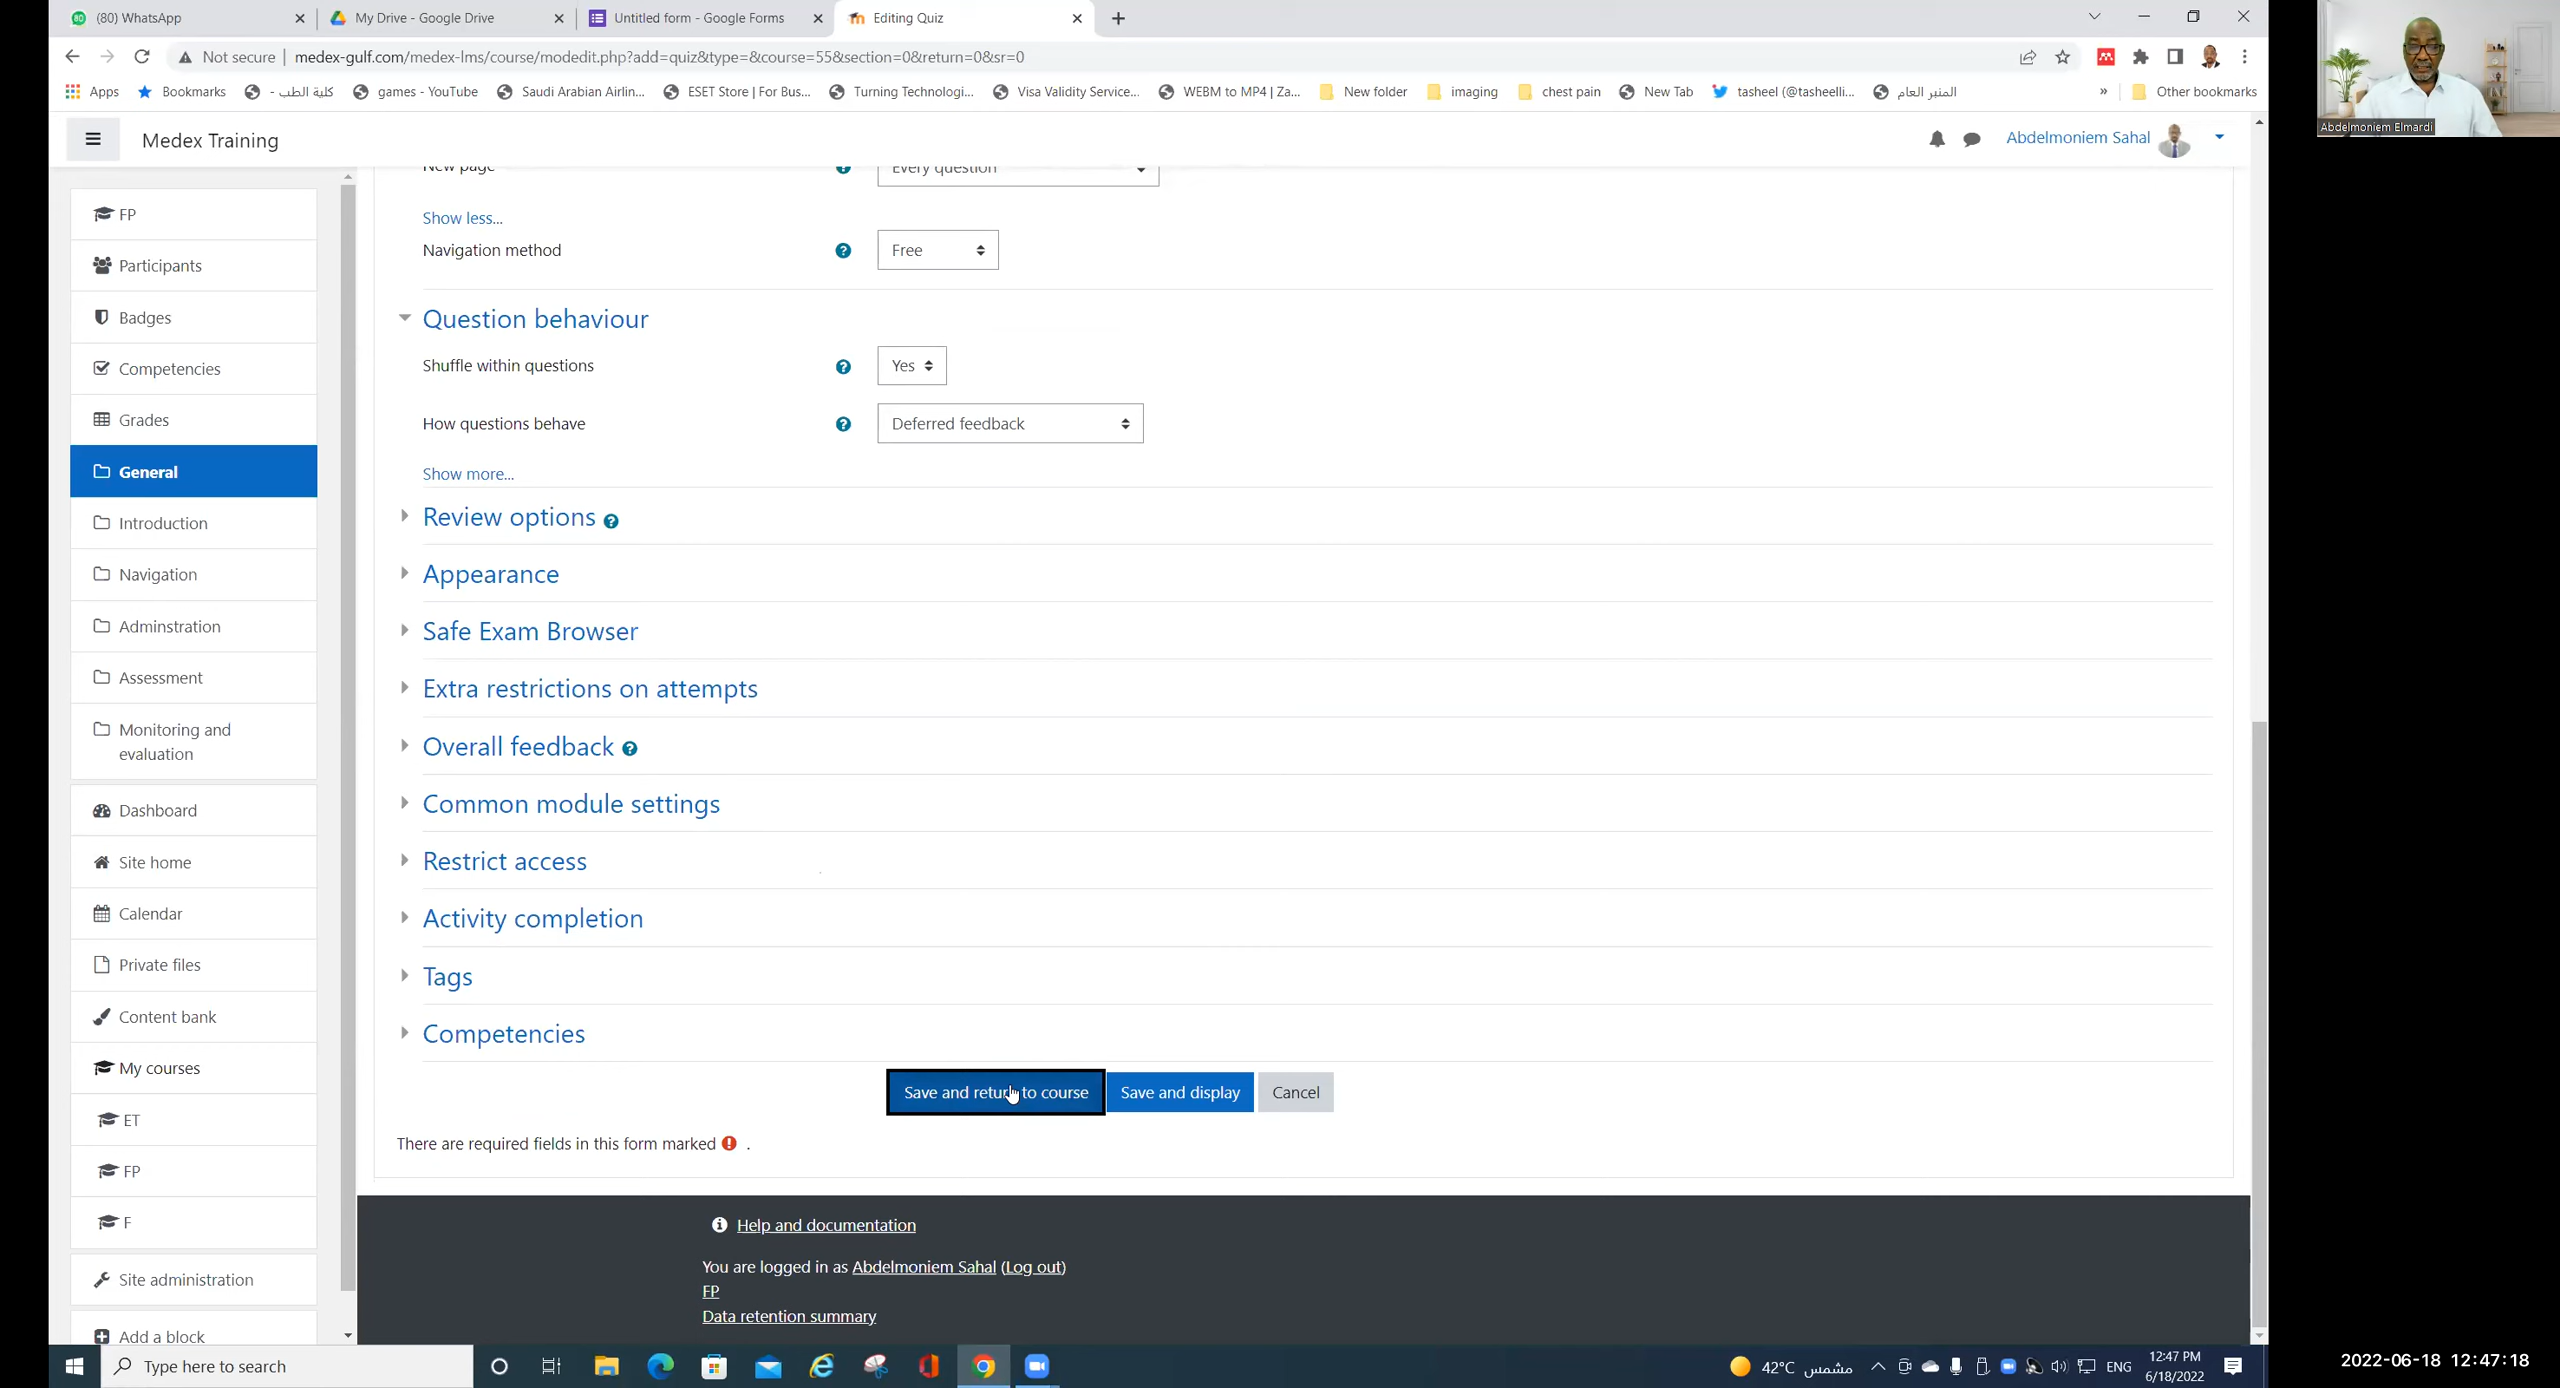 (80) WhatsApp
My Drive - Google Drive
Untitled form - Google Forms
Editing Quiz
Not secure | medex-gulf.com/medex-lms/course/modedit.php?add=quiz&type=&course=55&section=0&return=0&sr=0
Apps
Bookmarks
كلية الطب - 
games - YouTube
Saudi Arabian Airlin...
ESET Store | For Bus...
Turning Technologi...
Visa Validity Service...
WEBM to MP4 | Za...
New folder
imaging
chest pain
New Tab
tasheel (@tasheelli...
المنبر العام
»
Other bookmarks
Abdelmoniem Elmardi
Medex Training
Abdelmoniem Sahal
FP
Participants
Badges
Competencies
Grades
General
Introduction
Navigation
Adminstration
Assessment
Monitoring and
evaluation
Dashboard
Site home
Calendar
Private files
Content bank
My courses
ET
FP
F
Site administration
Add a block
New page
Every question
Show less...
Navigation method
Free
Question behaviour
Shuffle within questions
Yes
How questions behave
Deferred feedback
Show more...
Review options
Appearance
Safe Exam Browser
Extra restrictions on attempts
Overall feedback
Common module settings
Restrict access
Activity completion
Tags
Competencies
Save and return to course
Save and display
Cancel
There are required fields in this form marked .
Help and documentation
You are logged in as Abdelmoniem Sahal (Log out)
FP
Data retention summary
Type here to search
42°C مشمس
ENG
12:47 PM
6/18/2022
2022-06-18 12:47:18